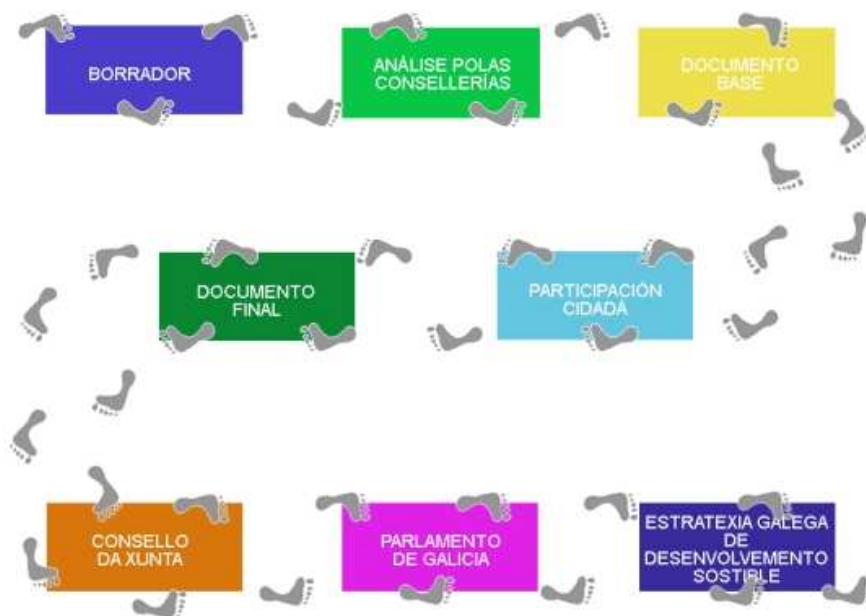 BORRADOR
ANÁLISE POLAS
CONSELLERÍAS
DOCUMENTO
BASE
PARTICIPACIÓN
CIDADÁ
DOCUMENTO
FINAL
CONSELLO
DA XUNTA
PARLAMENTO
DE GALICIA
ESTRATEXIA GALEGA
DE
DESENVOLVEMENTO
SOSTIBLE